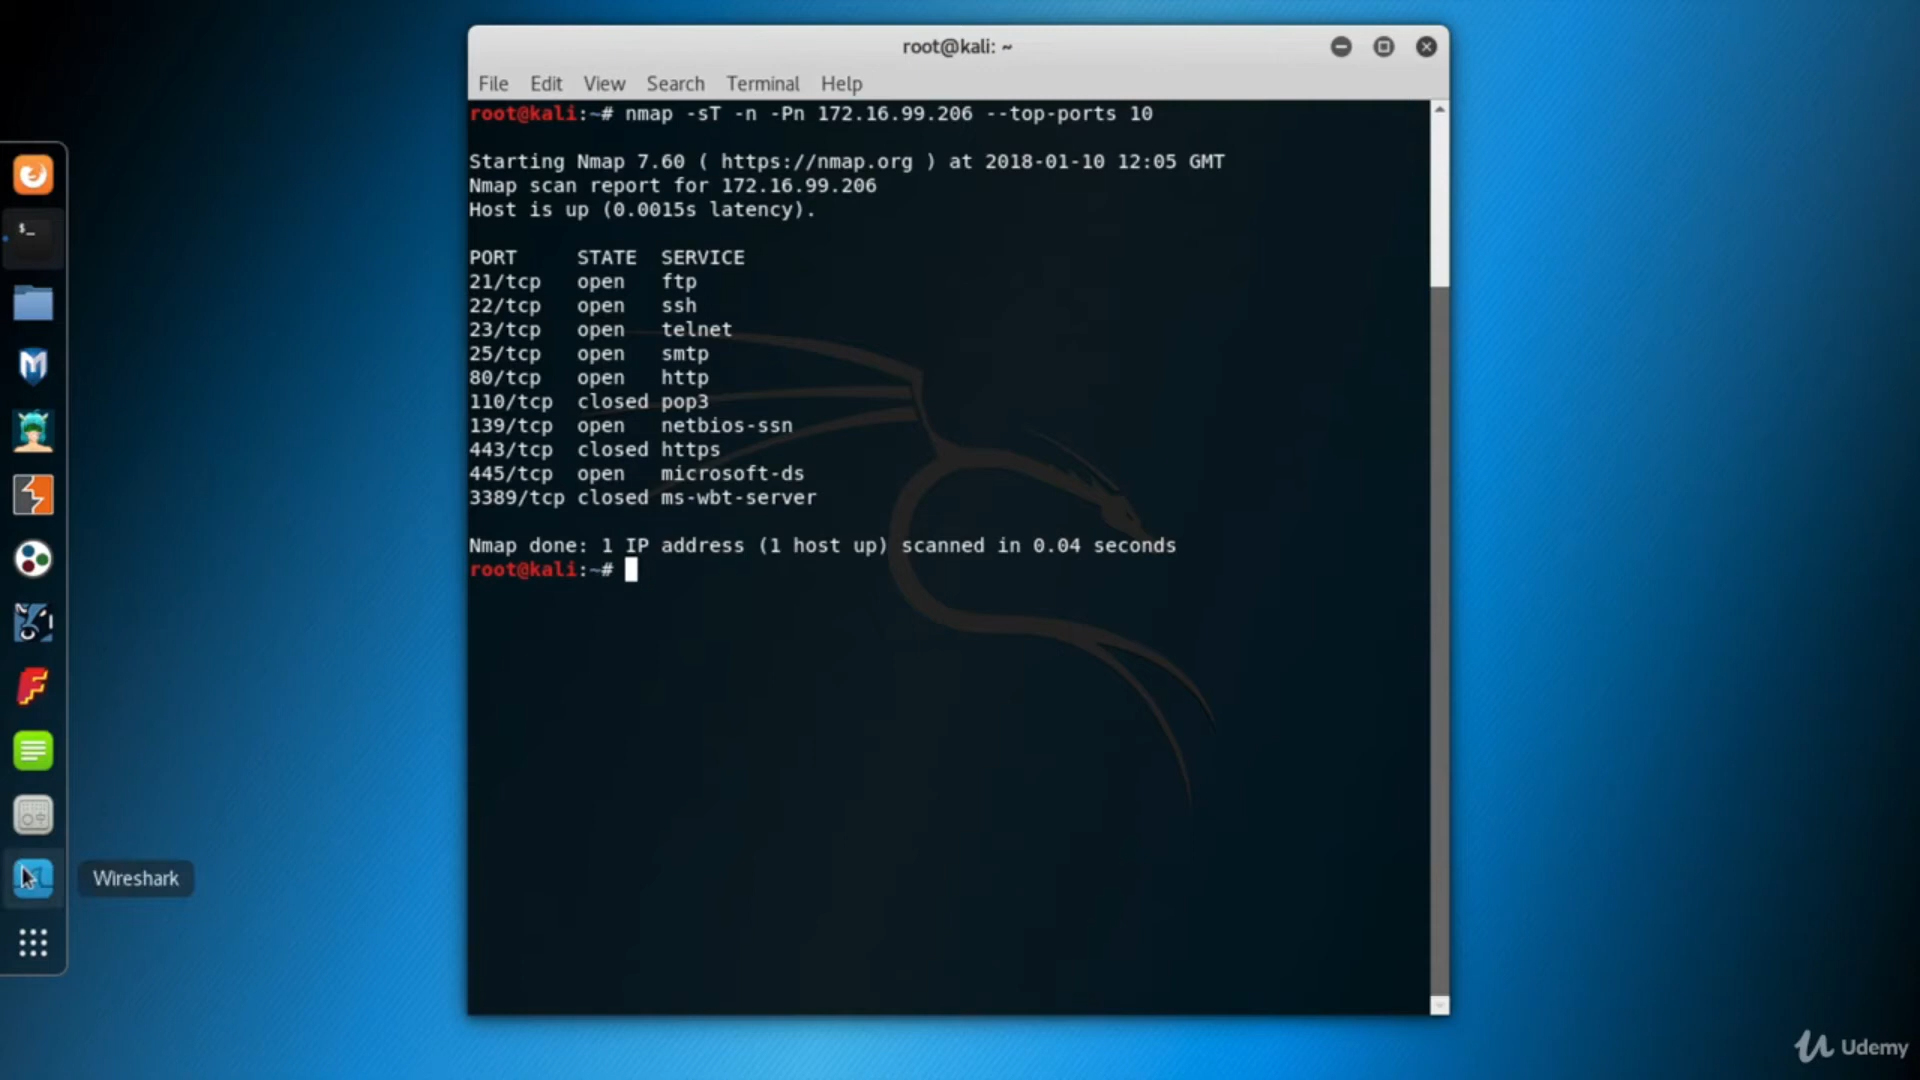 root@kali: ~
File Edit View Search Terminal Help
root@kali:~# nmap -sT -n -Pn 172.16.99.206 --top-ports 10
Starting Nmap 7.60 ( https://nmap.org ) at 2018-01-10 12:05 GMT
Nmap scan report for 172.16.99.206
Host is up (0.0015s latency).
PORT STATE SERVICE
21/tcp open ftp
22/tcp open ssh
23/tcp open telnet
25/tcp open smtp
80/tcp open http
110/tcp closed pop3
139/tcp open netbios-ssn
443/tcp closed https
445/tcp open microsoft-ds
3389/tcp closed ms-wbt-server
Nmap done: 1 IP address (1 host up) scanned in 0.04 seconds
root@kali:~#
$_
Wireshark
Udemy